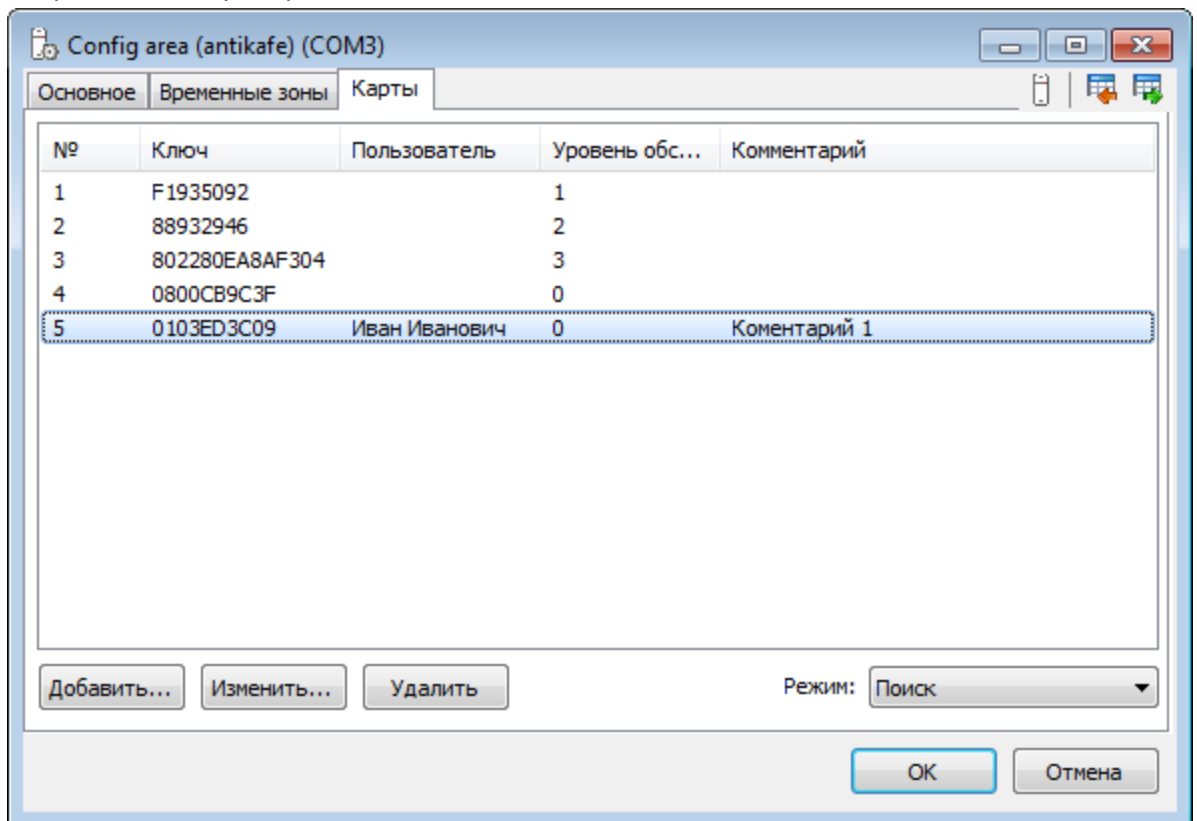 Config area (antikafe) (COM3)
Основное Временные зоны Карты
№ Ключ Пользователь Уровень обс... Комментарий
1 F1935092 1
2 88932946 2
3 802280EA8AF304 3
4 0800CB9C3F 0
5 0103ED3C09 Иван Иванович 0 Коментарий 1
Добавить... Изменить... Удалить Режим: Поиск
OK Отмена